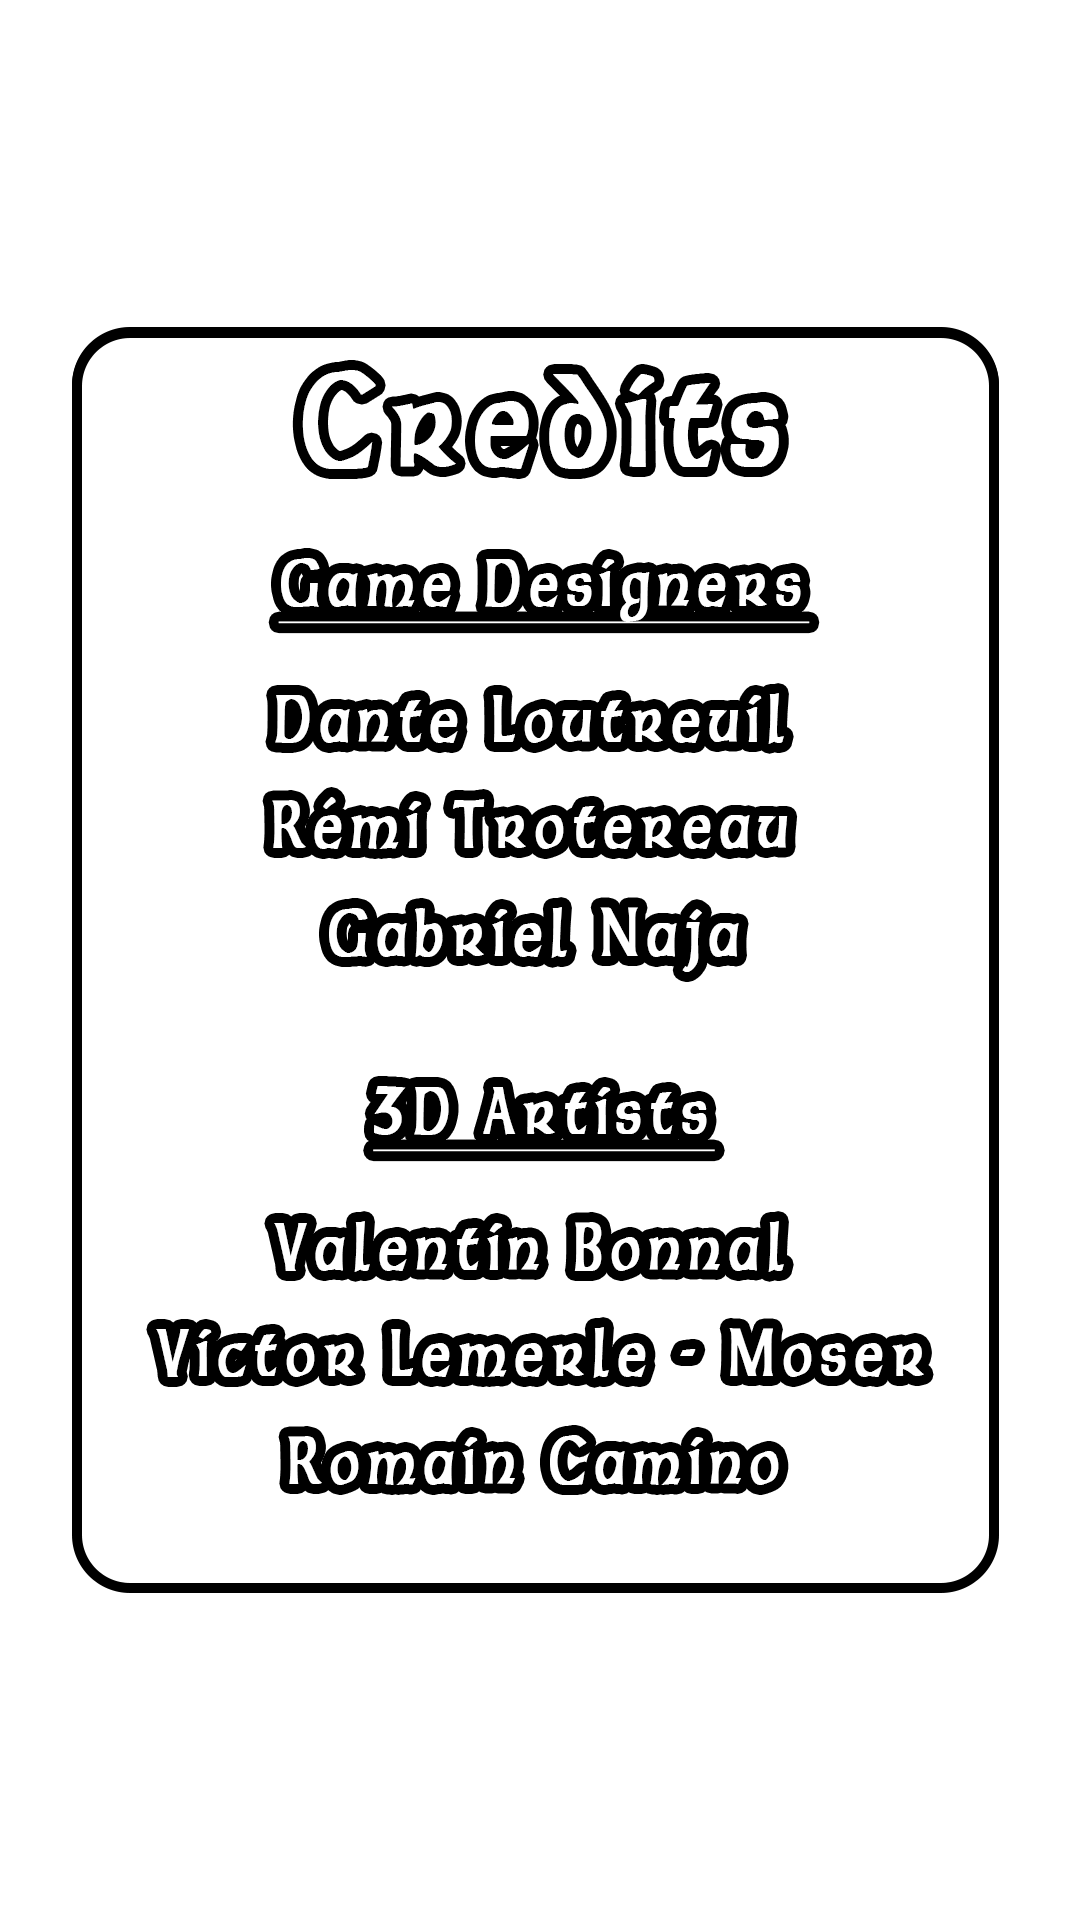 Credits
Game Designers
Dante Loutreuil
Rémi Trotereau
Gabriel Naja
3D Artists
Valentin Bonnal
Victor Lemerle - Moser
Romain Camino